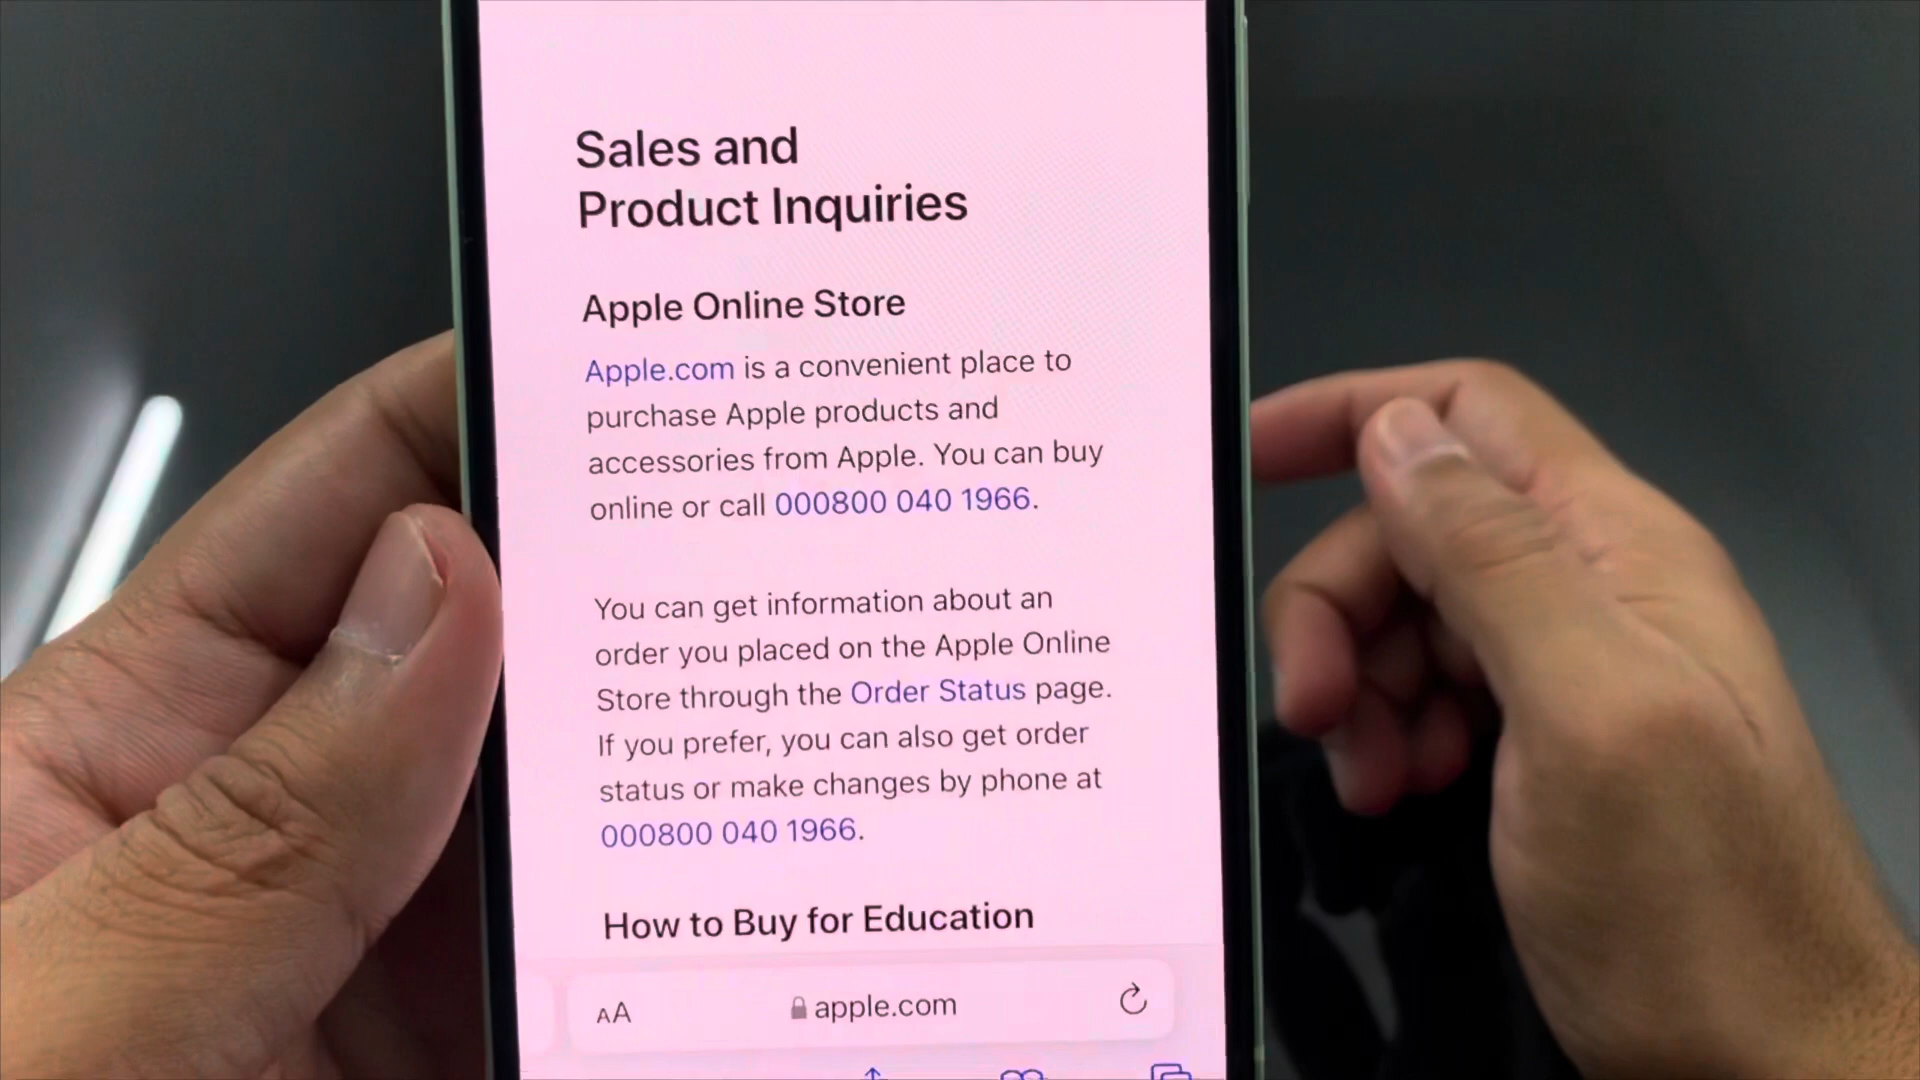 Sales and
Product Inquiries
Apple Online Store
Apple.com is a convenient place to
purchase Apple products and
accessories from Apple. You can buy
online or call 000800 040 1966.
You can get information about an
order you placed on the Apple Online
Store through the Order Status page.
If you prefer, you can also get order
status or make changes by phone at
000800 040 1966.
How to Buy for Education
AA apple.com